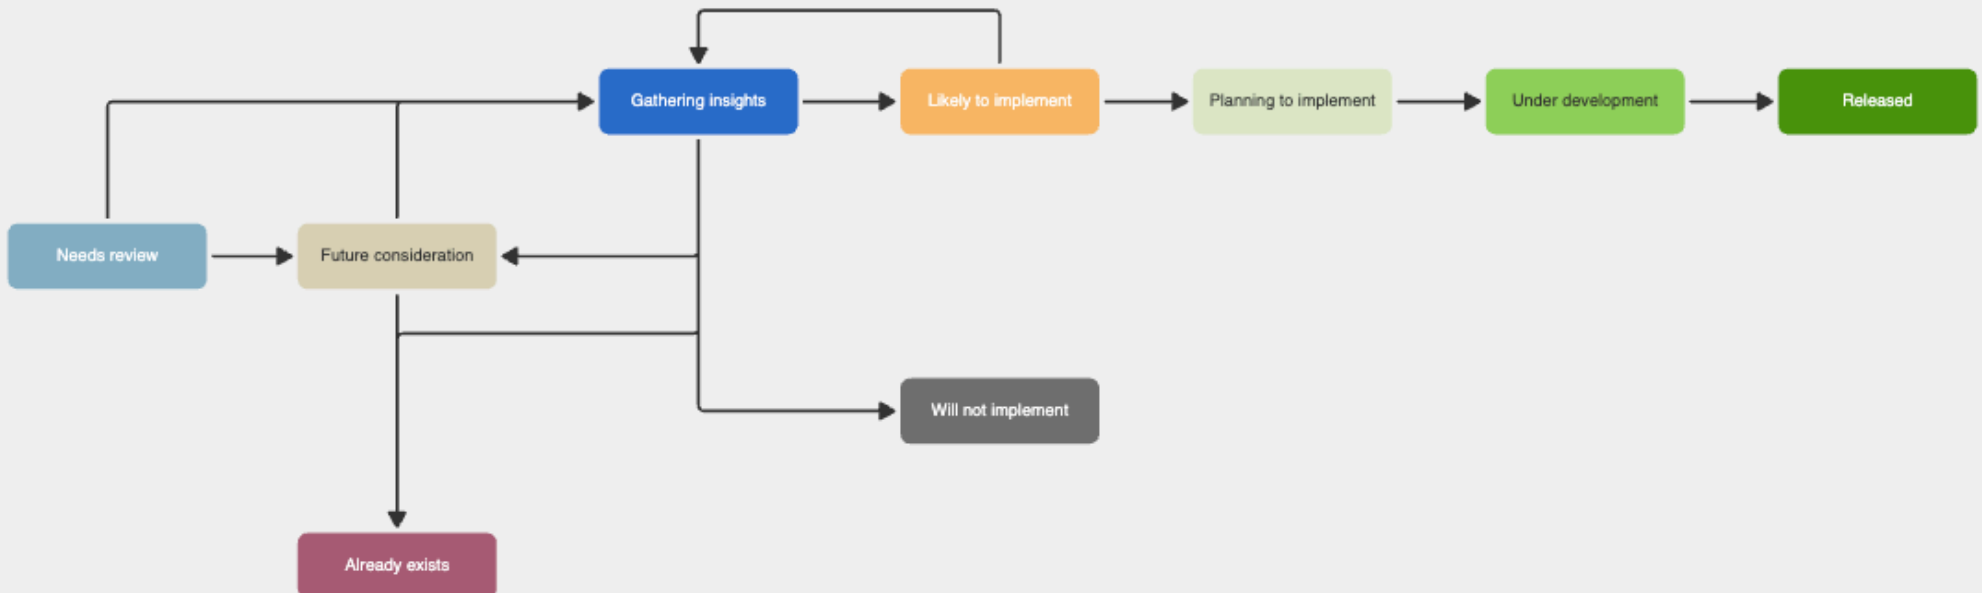 Gathering insights
Likely to implement
Planning to implement
Under development
Released
Needs review
Future consideration
Will not implement
Already exists